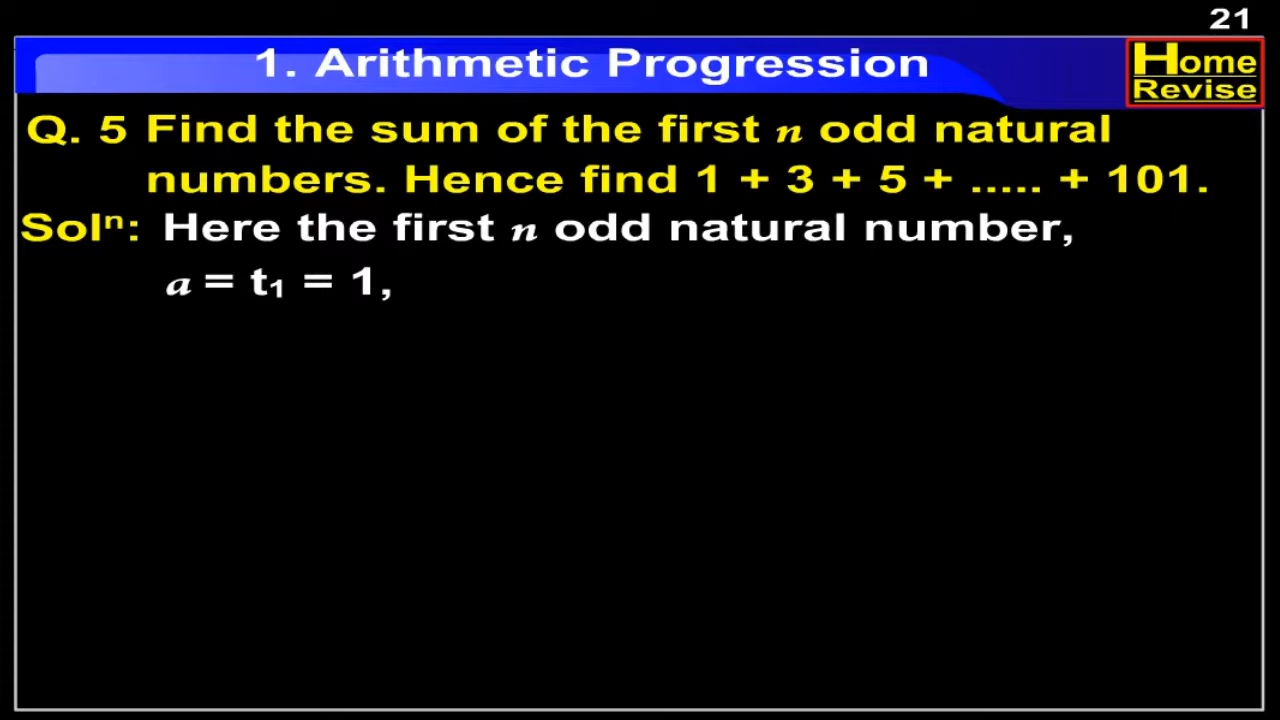 21
1. Arithmetic Progression
Home
Revise
Q. 5 Find the sum of the first n odd natural
numbers. Hence find 1 + 3 + 5 + ..... + 101.
Solⁿ: Here the first n odd natural number,
a = t₁ = 1,